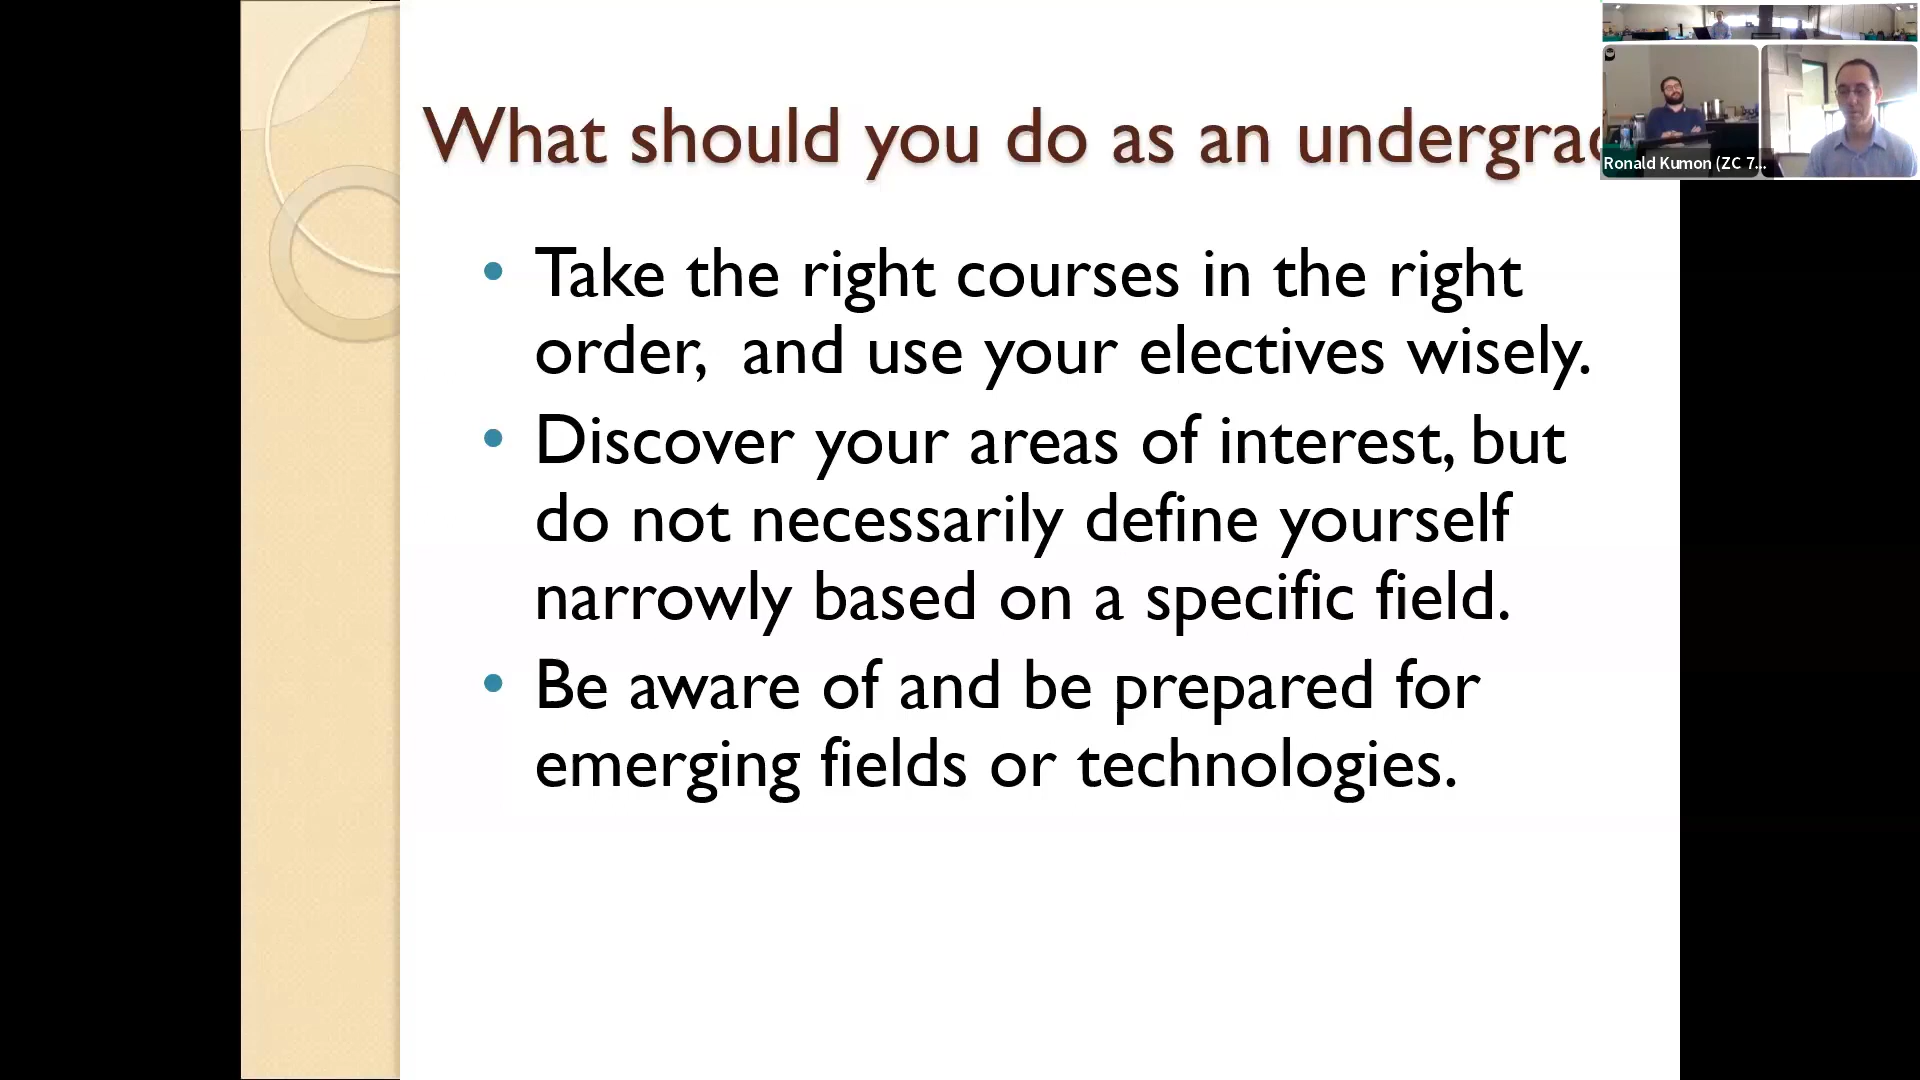 What should you do as an undergrad
Ronald Kumon (ZC 7...
• Take the right courses in the right
order, and use your electives wisely.
• Discover your areas of interest, but
do not necessarily define yourself
narrowly based on a specific field.
• Be aware of and be prepared for
emerging fields or technologies.